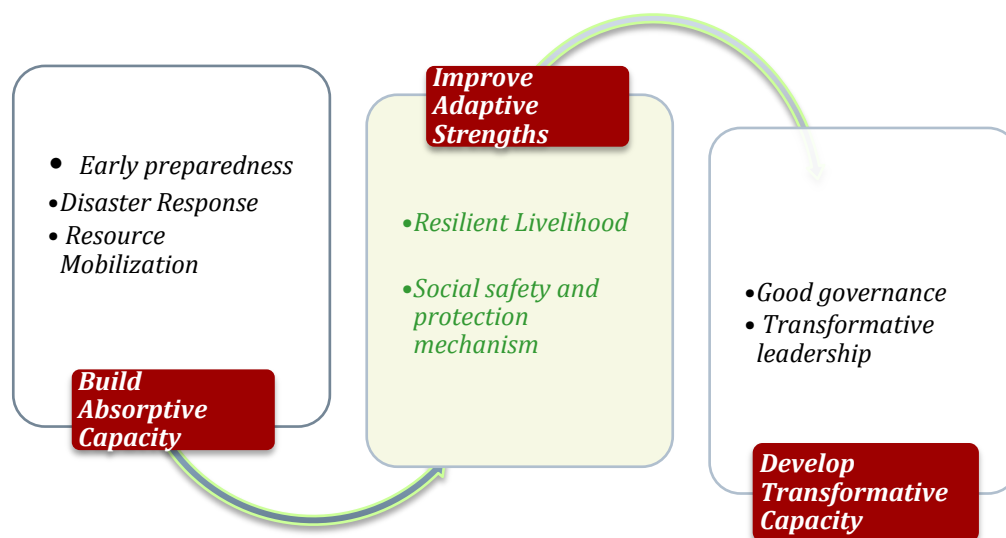 • Early preparedness
•Disaster Response
• Resource
Mobilization
Build
Absorptive
Capacity
Improve
Adaptive
Strengths
•Resilient Livelihood
•Social safety and
protection
mechanism
•Good governance
• Transformative
leadership
Develop
Transformative
Capacity